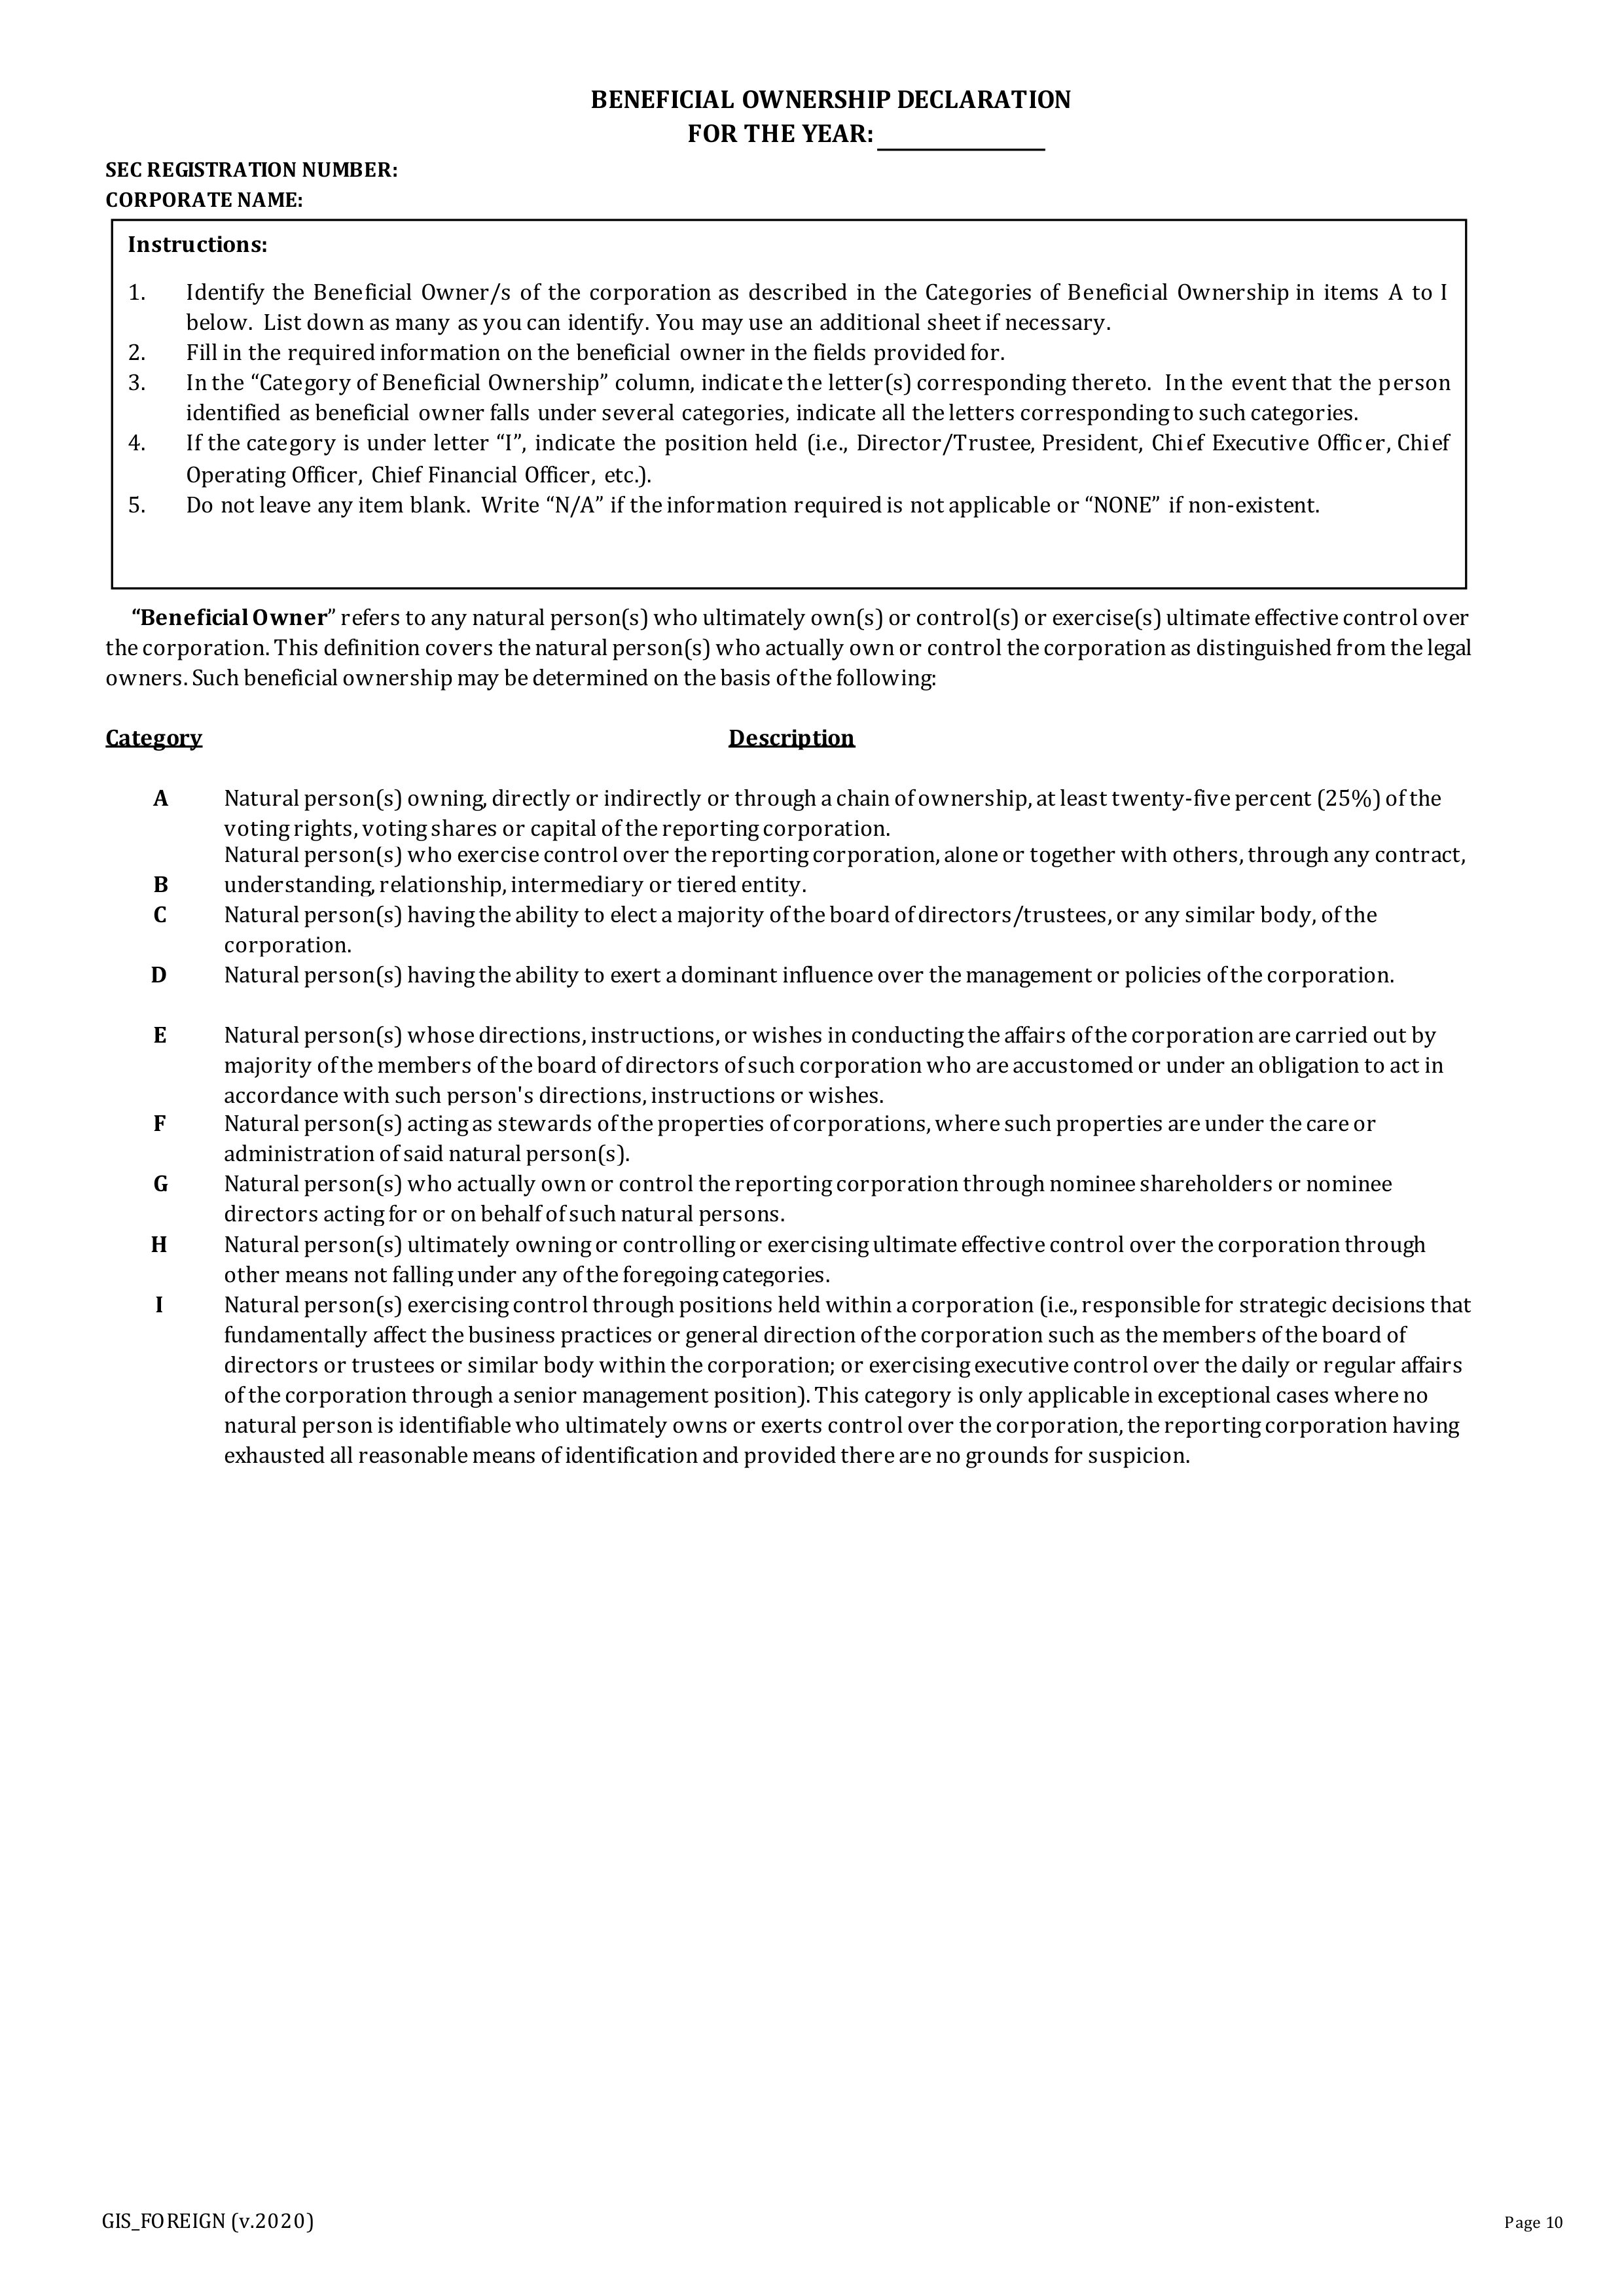 BENEFICIAL OWNERSHIP DECLARATION
FOR THE YEAR:
SEC REGISTRATION NUMBER:
CORPORATE NAME:
Instructions:
1. Identify the Beneficial Owner/s of the corporation as described in the Categories of Beneficial Ownership in items A to I
below. List down as many as you can identify. You may use an additional sheet if necessary.
2. Fill in the required information on the beneficial owner in the fields provided for.
3. In the “Category of Beneficial Ownership” column, indicate the letter(s) corresponding thereto. In the event that the person
identified as beneficial owner falls under several categories, indicate all the letters corresponding to such categories.
4. If the category is under letter “I”, indicate the position held (i.e., Director/Trustee, President, Chief Executive Officer, Chief
Operating Officer, Chief Financial Officer, etc.).
5. Do not leave any item blank. Write “N/A” if the information required is not applicable or “NONE” if non-existent.
“Beneficial Owner” refers to any natural person(s) who ultimately own(s) or control(s) or exercise(s) ultimate effective control over
the corporation. This definition covers the natural person(s) who actually own or control the corporation as distinguished from the legal
owners. Such beneficial ownership may be determined on the basis of the following:
Category Description
A Natural person(s) owning, directly or indirectly or through a chain of ownership, at least twenty-five percent (25%) of the
voting rights, voting shares or capital of the reporting corporation.
Natural person(s) who exercise control over the reporting corporation, alone or together with others, through any contract,
B understanding, relationship, intermediary or tiered entity.
C Natural person(s) having the ability to elect a majority of the board of directors/trustees, or any similar body, of the
corporation.
D Natural person(s) having the ability to exert a dominant influence over the management or policies of the corporation.
E Natural person(s) whose directions, instructions, or wishes in conducting the affairs of the corporation are carried out by
majority of the members of the board of directors of such corporation who are accustomed or under an obligation to act in
accordance with such person's directions, instructions or wishes.
F Natural person(s) acting as stewards of the properties of corporations, where such properties are under the care or
administration of said natural person(s).
G Natural person(s) who actually own or control the reporting corporation through nominee shareholders or nominee
directors acting for or on behalf of such natural persons.
H Natural person(s) ultimately owning or controlling or exercising ultimate effective control over the corporation through
other means not falling under any of the foregoing categories.
I Natural person(s) exercising control through positions held within a corporation (i.e., responsible for strategic decisions that
fundamentally affect the business practices or general direction of the corporation such as the members of the board of
directors or trustees or similar body within the corporation; or exercising executive control over the daily or regular affairs
of the corporation through a senior management position). This category is only applicable in exceptional cases where no
natural person is identifiable who ultimately owns or exerts control over the corporation, the reporting corporation having
exhausted all reasonable means of identification and provided there are no grounds for suspicion.
GIS_FOREIGN (v.2020) Page 10